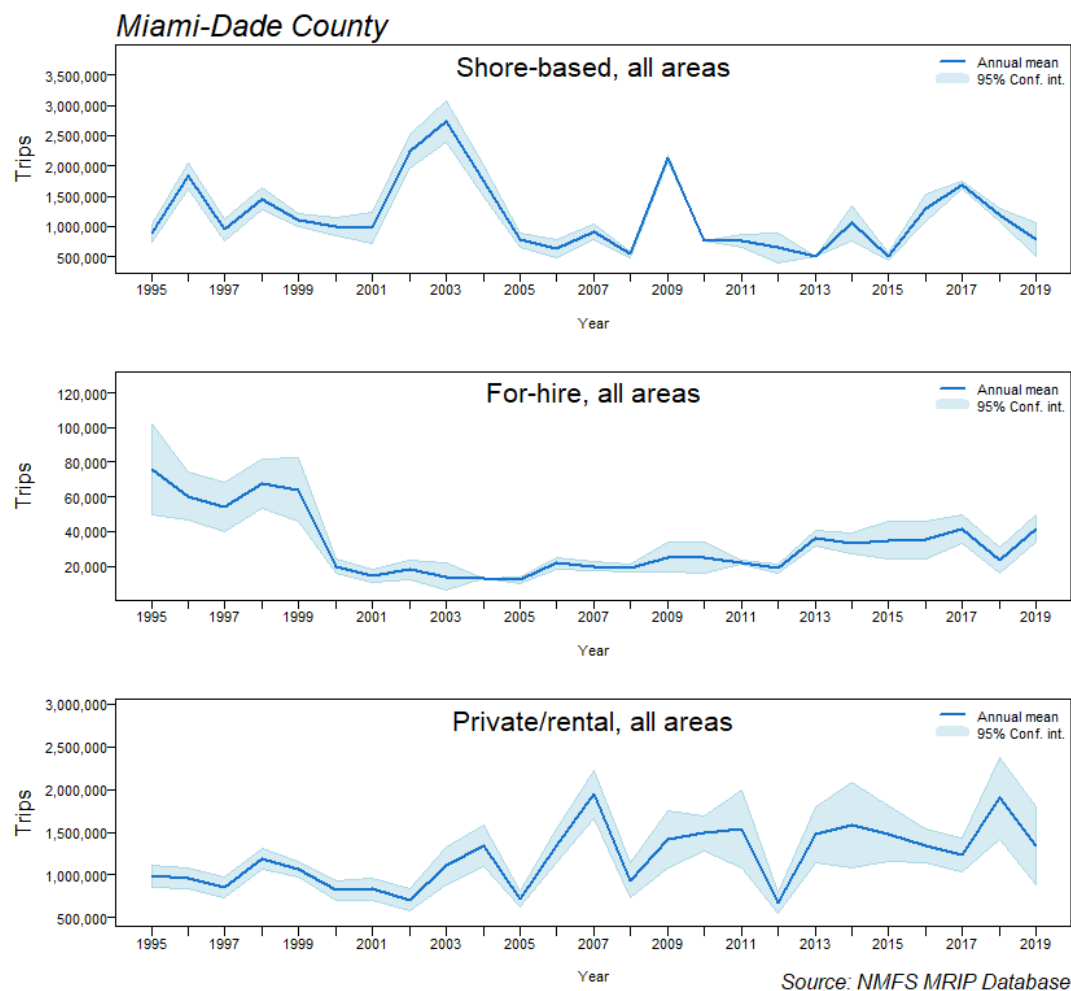 Miami-Dade County
Shore-based, all areas
Annual mean
95% Conf. int.
Trips
3,500,000
3,000,000
2,500,000
2,000,000
1,500,000
1,000,000
500,000
1995 1997 1999 2001 2003 2005 2007 2009 2011 2013 2015 2017 2019
Year
For-hire, all areas
Annual mean
95% Conf. int.
Trips
120,000
100,000
80,000
60,000
40,000
20,000
1995 1997 1999 2001 2003 2005 2007 2009 2011 2013 2015 2017 2019
Year
Private/rental, all areas
Annual mean
95% Conf. int.
Trips
3,000,000
2,500,000
2,000,000
1,500,000
1,000,000
500,000
1995 1997 1999 2001 2003 2005 2007 2009 2011 2013 2015 2017 2019
Year
Source: NMFS MRIP Database